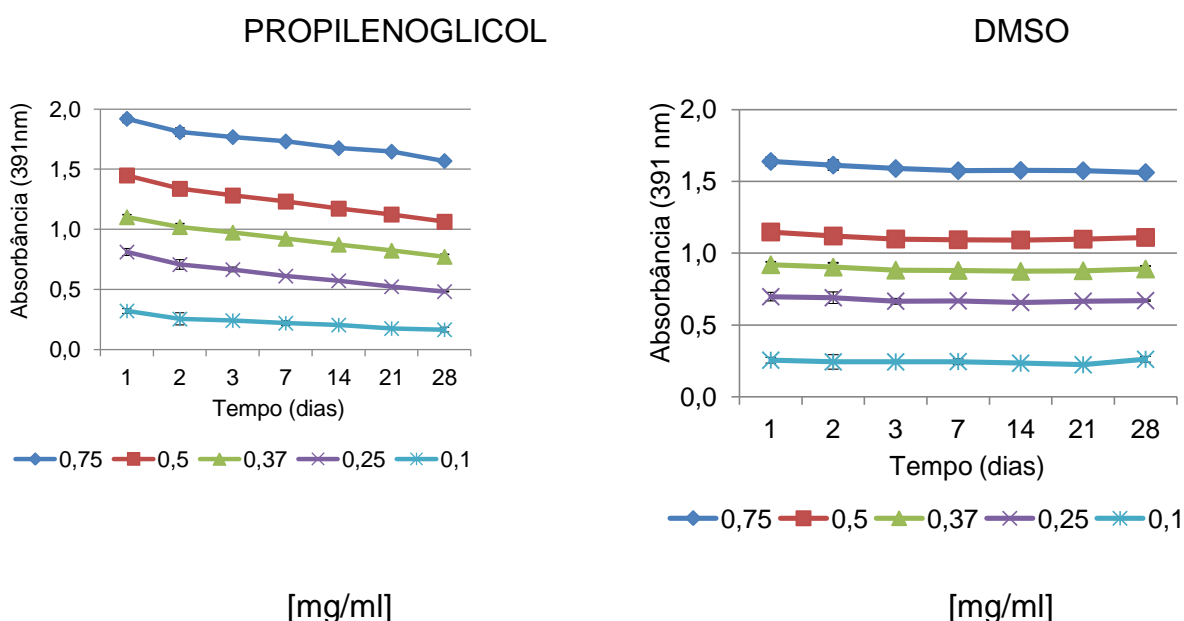 PROPILENOGLICOL
Absorbância (391nm)
2,0
1,5
1,0
0,5
0,0
1 2 3 7 14 21 28
Tempo (dias)
0,75 0,5 0,37 0,25 0,1
[mg/ml]
DMSO
Absorbância (391 nm)
2,0
1,5
1,0
0,5
0,0
1 2 3 7 14 21 28
Tempo (dias)
0,75 0,5 0,37 0,25 0,1
[mg/ml]